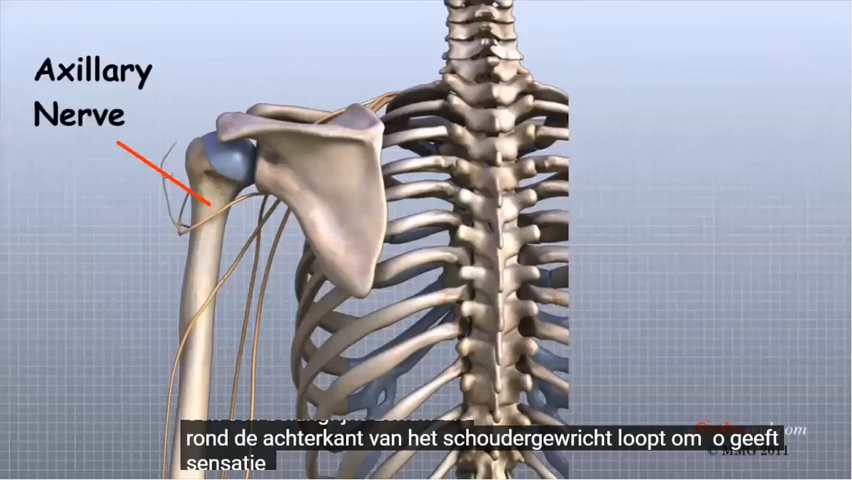 Axillary
Nerve
rond de achterkant van het schoudergewricht loopt om o geeft
sensatie
© MMG 2011